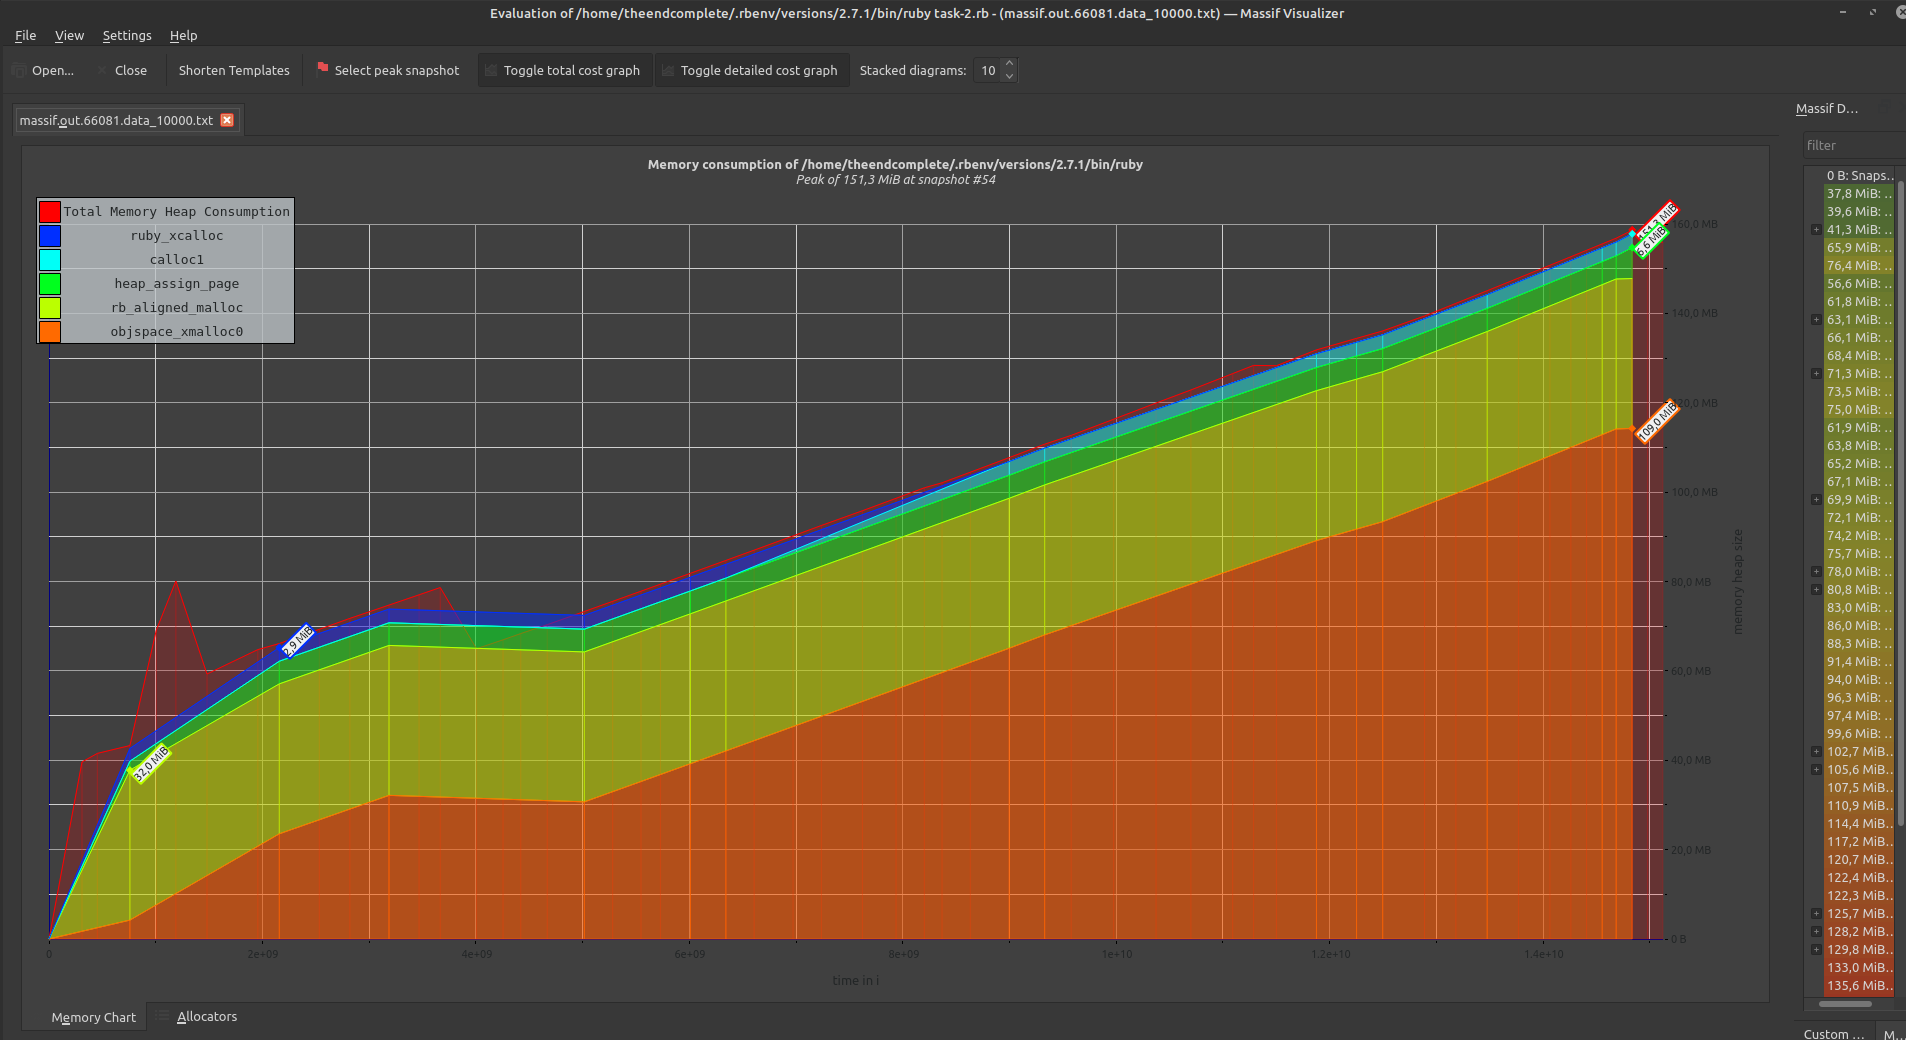 Evaluation of /home/theendcomplete/.rbenv/versions/2.7.1/bin/ruby task-2.rb - (massif.out.66081.data_10000.txt) — Massif Visualizer
File View Settings Help
Open... Close Shorten Templates Select peak snapshot Toggle total cost graph Toggle detailed cost graph Stacked diagrams: 10
massif.out.66081.data_10000.txt
Massif D...
filter
Memory consumption of /home/theendcomplete/.rbenv/versions/2.7.1/bin/ruby
Peak of 151,3 MiB at snapshot #54
Total Memory Heap Consumption
ruby_xcalloc
calloc1
heap_assign_page
rb_aligned_malloc
objspace_xmalloc0
2,9 MiB
32,0 MiB
6,6 MiB
109,0 MiB
160,0 MB
140,0 MB
100,0 MB
80,0 MB
60,0 MB
40,0 MB
20,0 MB
0 B
memory heap size
0 2e+09 4e+09 6e+09 8e+09 1e+10 1.2e+10 1.4e+10
time in i
0 B: Snaps..
37,8 MiB: ..
39,6 MiB: ..
41,3 MiB: ..
65,9 MiB: ..
76,4 MiB: ..
56,6 MiB: ..
61,8 MiB: ..
63,1 MiB: ..
66,1 MiB: ..
68,4 MiB: ..
71,3 MiB: ..
73,5 MiB: ..
75,0 MiB: ..
61,9 MiB: ..
63,8 MiB: ..
65,2 MiB: ..
67,1 MiB: ..
69,9 MiB: ..
72,1 MiB: ..
74,2 MiB: ..
75,7 MiB: ..
78,0 MiB: ..
80,8 MiB: ..
83,0 MiB: ..
86,0 MiB: ..
88,3 MiB: ..
91,4 MiB: ..
94,0 MiB: ..
96,3 MiB: ..
97,4 MiB: ..
99,6 MiB: ..
102,7 MiB..
105,6 MiB..
107,5 MiB..
110,9 MiB..
114,4 MiB..
117,2 MiB..
120,7 MiB..
122,4 MiB..
122,3 MiB..
125,7 MiB..
128,2 MiB..
129,8 MiB..
133,0 MiB..
135,6 MiB..
Memory Chart Allocators
Custom ... M...